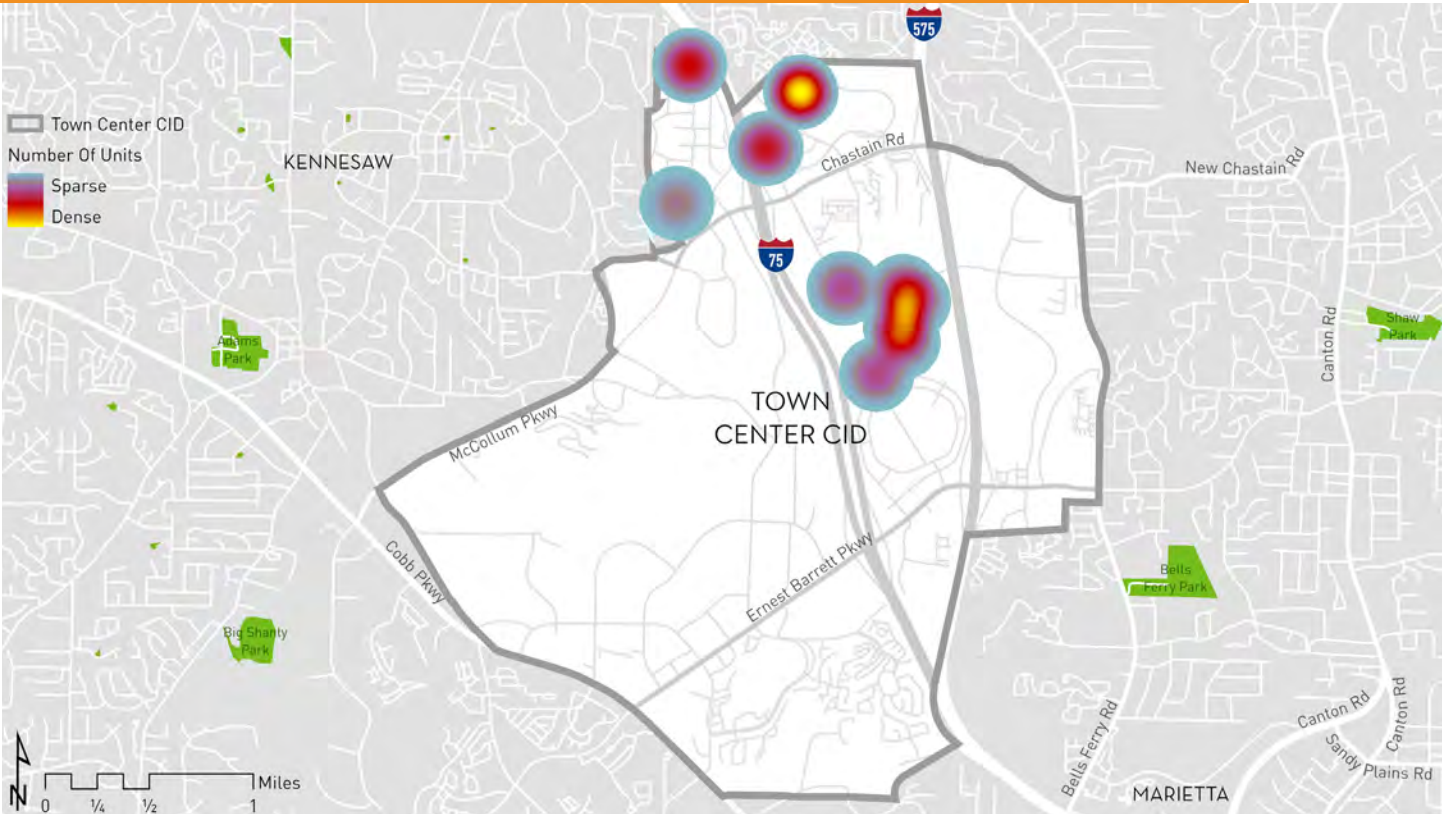 575
Town Center CID
Number Of Units
Sparse
Dense
KENNESAW
Chastain Rd
New Chastain Rd
75
Adams
Park
Shaw
Park
Canton Rd
TOWN
CENTER CID
McCollum Pkwy
Cobb Pkwy
Ernest Barrett Pkwy
Bells
Ferry Park
Big Shanty
Park
Bells Ferry Rd
Canton Rd
Canton Rd
Sandy Plains Rd
MARIETTA
N
Miles
0 1/4 1/2 1